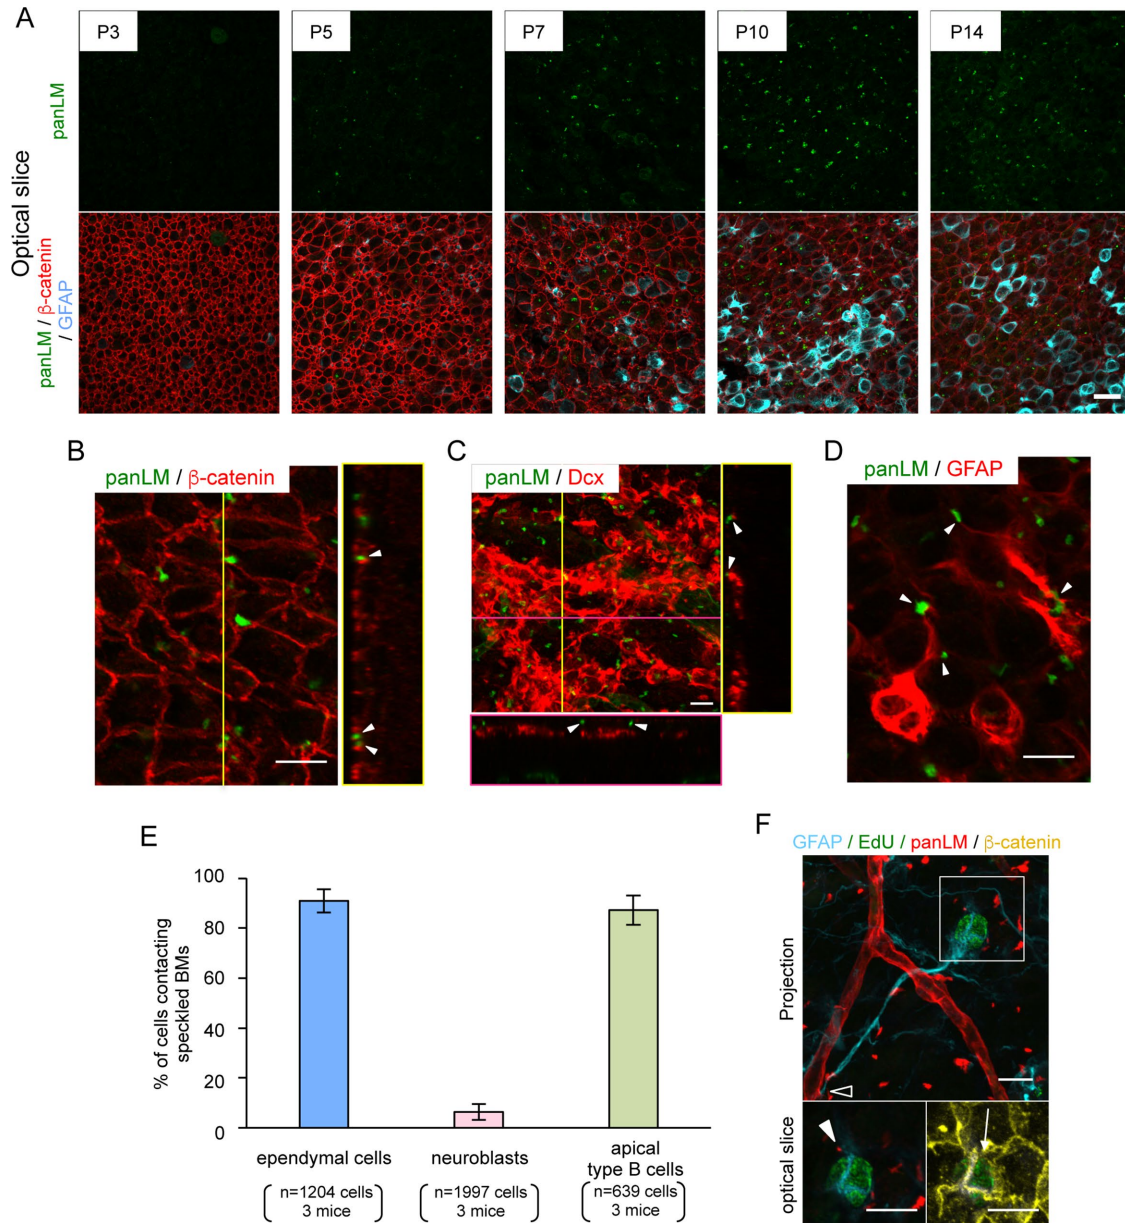 A
P3
P5
P7
P10
P14
panLM
Optical slice
panLM / β-catenin
/ GFAP
B
panLM / β-catenin
C
panLM / Dcx
D
panLM / GFAP
E
% of cells contacting
speckled BMs
100
80
60
40
20
0
ependymal cells
neuroblasts
apical
type B cells
n=1204 cells
3 mice
n=1997 cells
3 mice
n=639 cells
3 mice
F
GFAP / EdU / panLM / β-catenin
Projection
optical slice